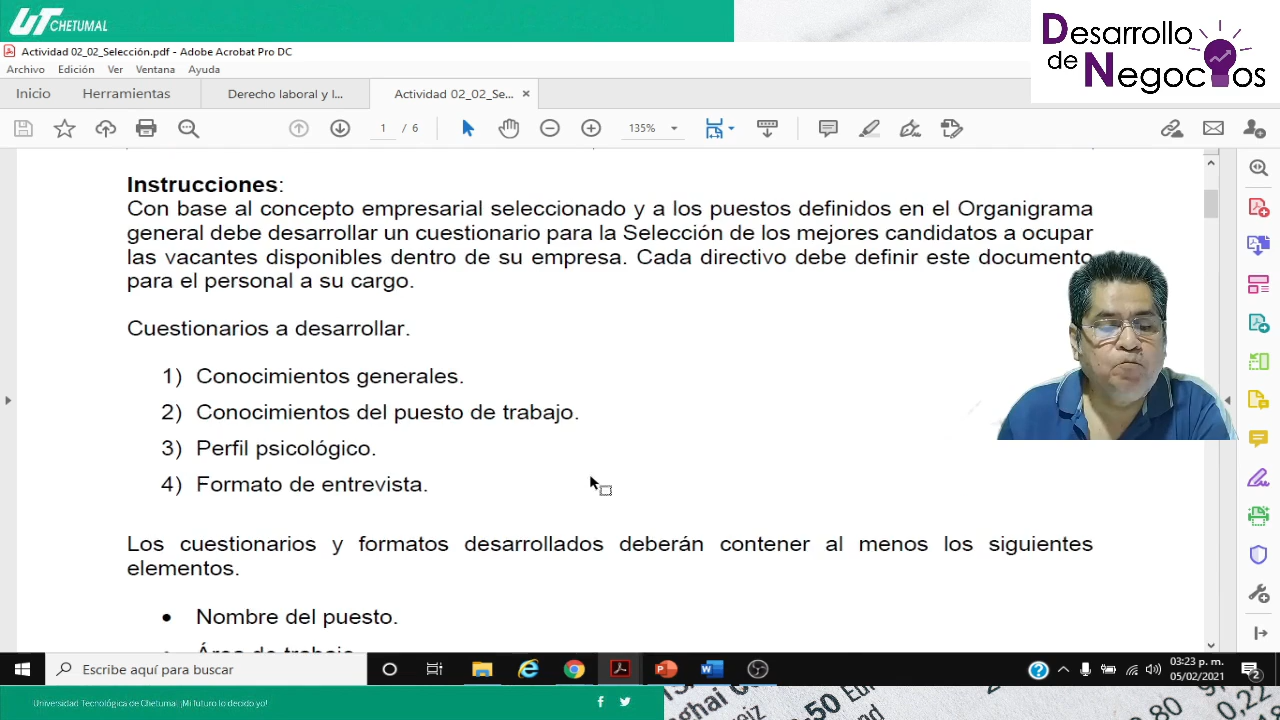 UT CHETUMAL
Desarrollo
de Negocios
Actividad 02_02_Selección.pdf - Adobe Acrobat Pro DC
Archivo Edición Ver Ventana Ayuda
Inicio Herramientas Derecho laboral y l... Actividad 02_02_Se... ×
1 / 6 135%
Instrucciones:
Con base al concepto empresarial seleccionado y a los puestos definidos en el Organigrama
general debe desarrollar un cuestionario para la Selección de los mejores candidatos a ocupar
las vacantes disponibles dentro de su empresa. Cada directivo debe definir este documento
para el personal a su cargo.
Cuestionarios a desarrollar.
1) Conocimientos generales.
2) Conocimientos del puesto de trabajo.
3) Perfil psicológico.
4) Formato de entrevista.
Los cuestionarios y formatos desarrollados deberán contener al menos los siguientes
elementos.
• Nombre del puesto.
• Área de trabajo
Escribe aquí para buscar
03:23 p. m.
05/02/2021
2
Universidad Tecnológica de Chetumal ¡Mi futuro lo decido yo!